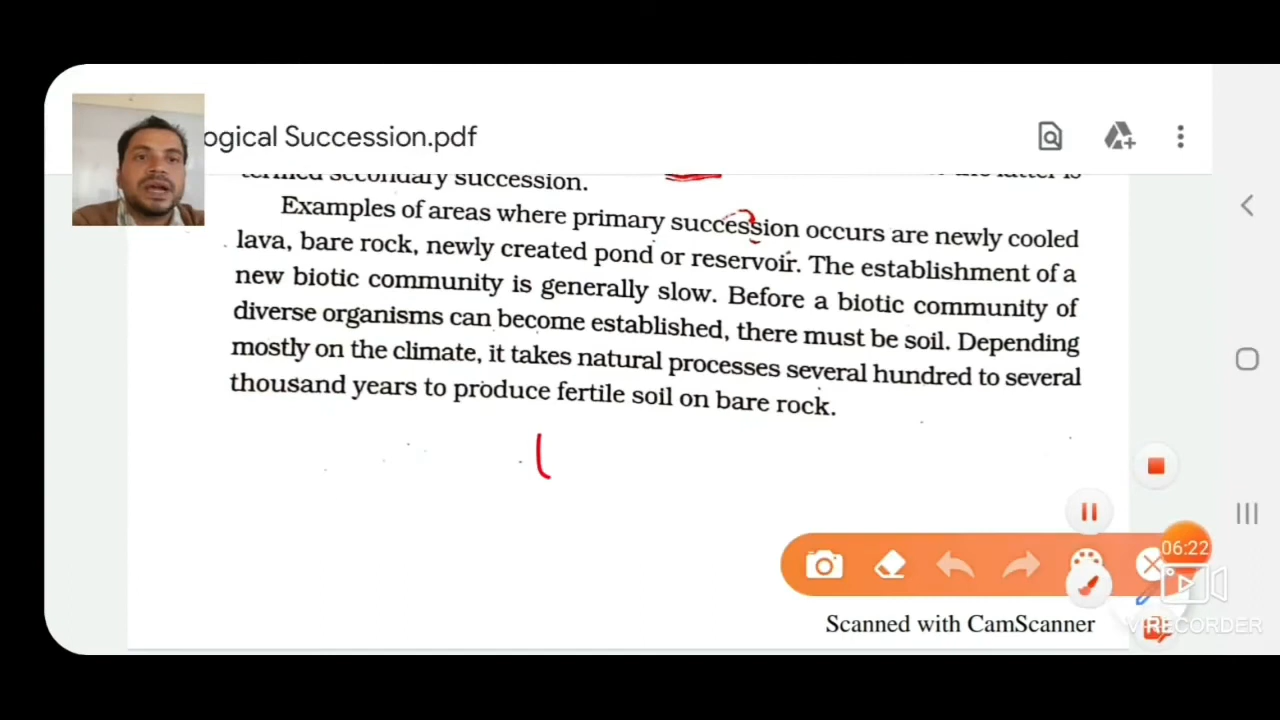 ogical Succession.pdf
termed secondary succession. the latter is
Examples of areas where primary succession occurs are newly cooled
lava, bare rock, newly created pond or reservoir. The establishment of a
new biotic community is generally slow. Before a biotic community of
diverse organisms can become established, there must be soil. Depending
mostly on the climate, it takes natural processes several hundred to several
thousand years to produce fertile soil on bare rock.
06:22
Scanned with CamScanner
V-RECORDER